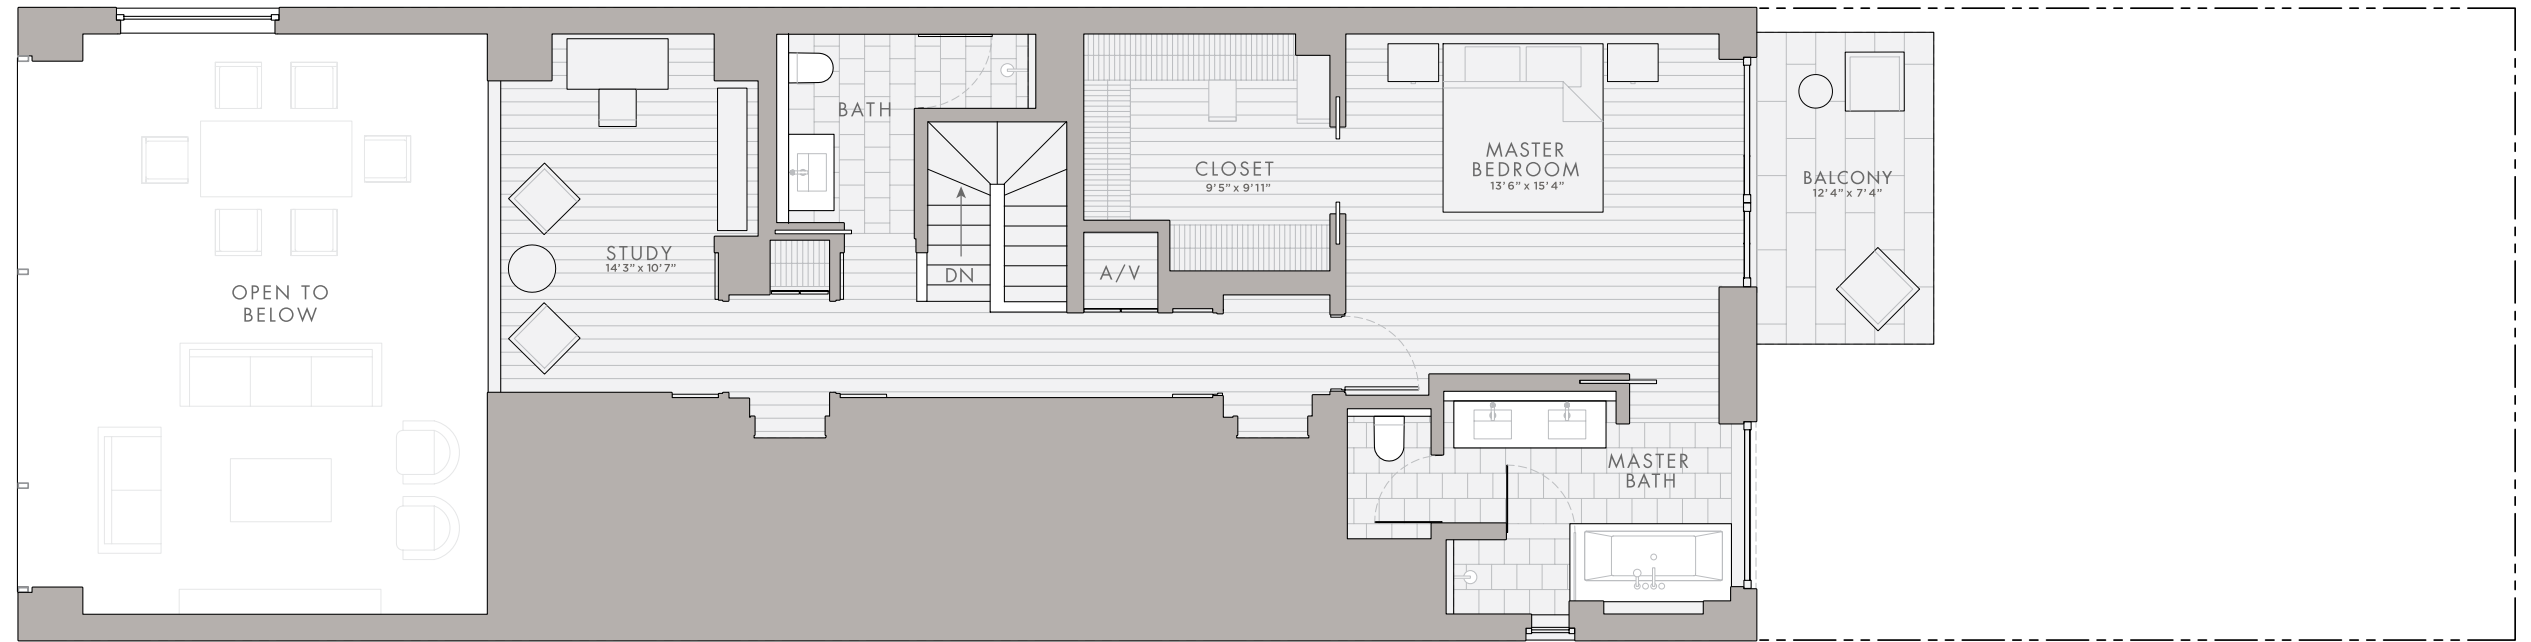 OPEN TO
BELOW
STUDY
14'3" x 10'7"
BATH
DN
A/V
CLOSET
9'5" x 9'11"
MASTER
BEDROOM
13'6" x 15'4"
MASTER
BATH
BALCONY
12'4" x 7'4"